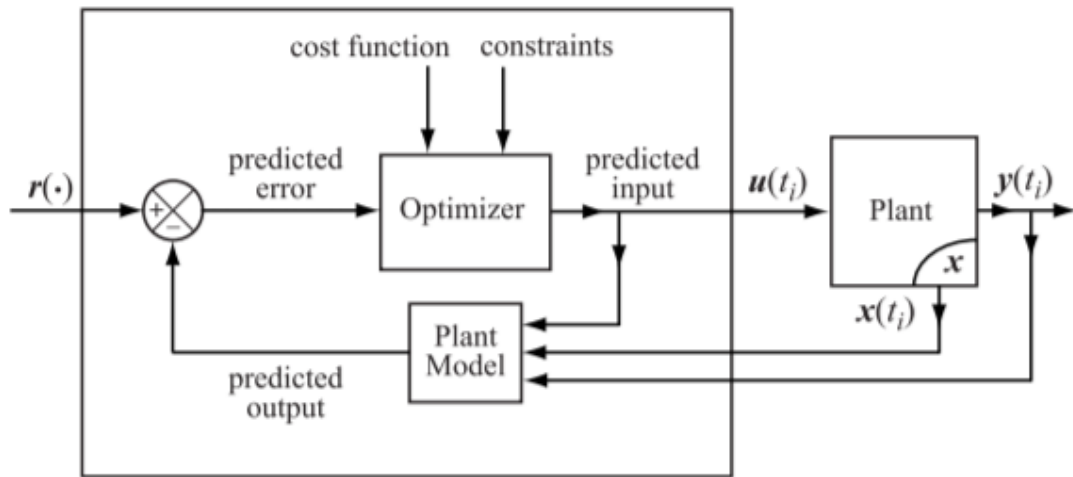 cost function
constraints
predicted
error
predicted
input
r(·)
+
−
Optimizer
u(tᵢ)
Plant
y(tᵢ)
x
x(tᵢ)
Plant
Model
predicted
output